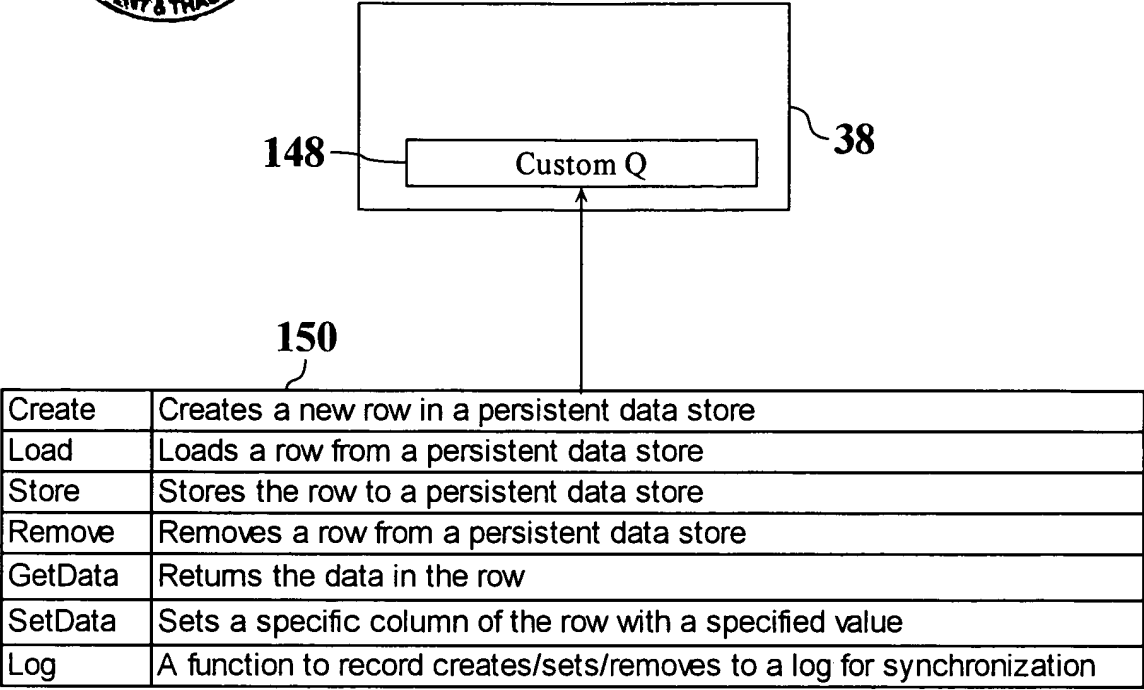 148
Custom Q
38
150
Create Creates a new row in a persistent data store
Load Loads a row from a persistent data store
Store Stores the row to a persistent data store
Remove Removes a row from a persistent data store
GetData Returns the data in the row
SetData Sets a specific column of the row with a specified value
Log A function to record creates/sets/removes to a log for synchronization